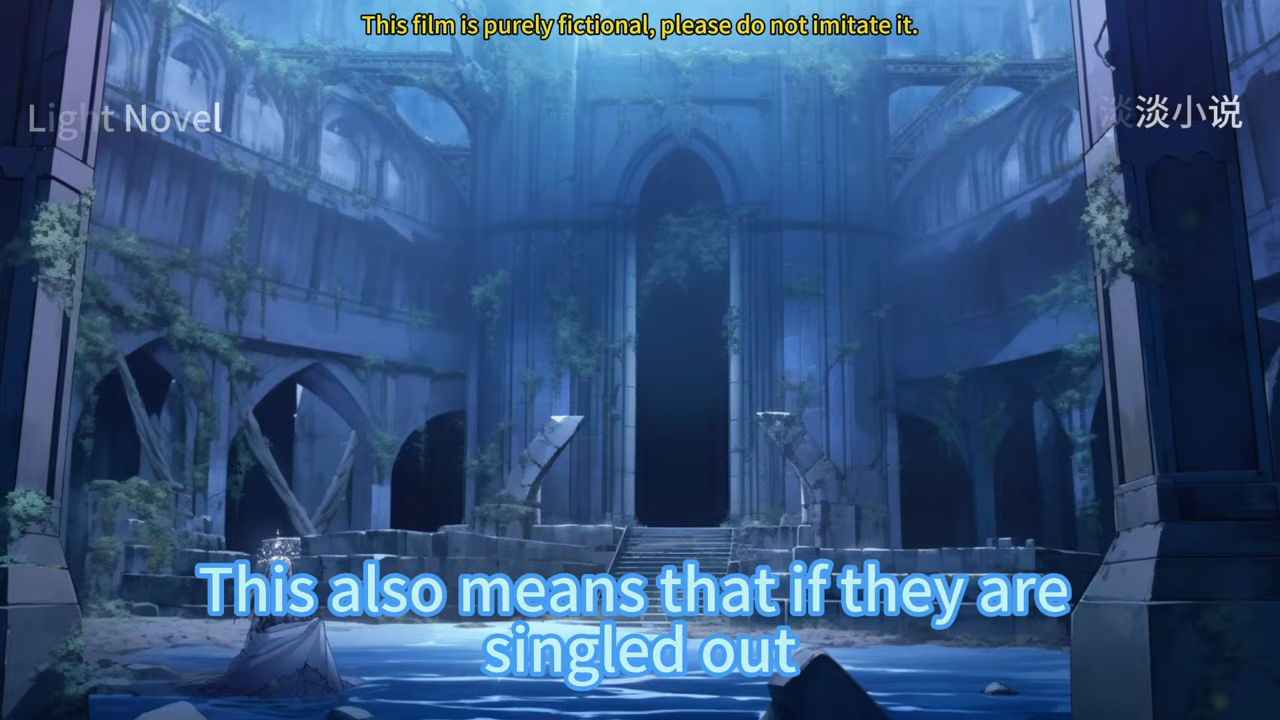 This film is purely fictional, please do not imitate it.
Light Novel
淡淡小说
This also means that if they are
singled out